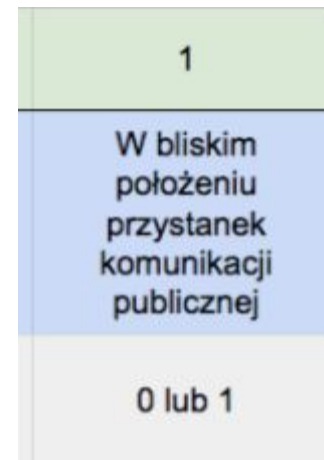 1
W bliskim
położeniu
przystanek
komunikacji
publicznej
0 lub 1